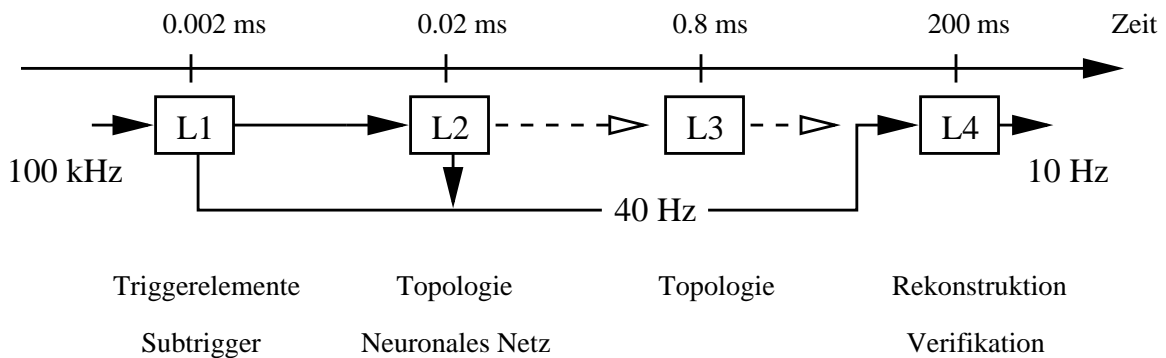 0.002 ms 0.02 ms 0.8 ms 200 ms Zeit
L1 L2 L3 L4
100 kHz 10 Hz
40 Hz
Triggerelemente Topologie Topologie Rekonstruktion
Subtrigger Neuronales Netz Verifikation